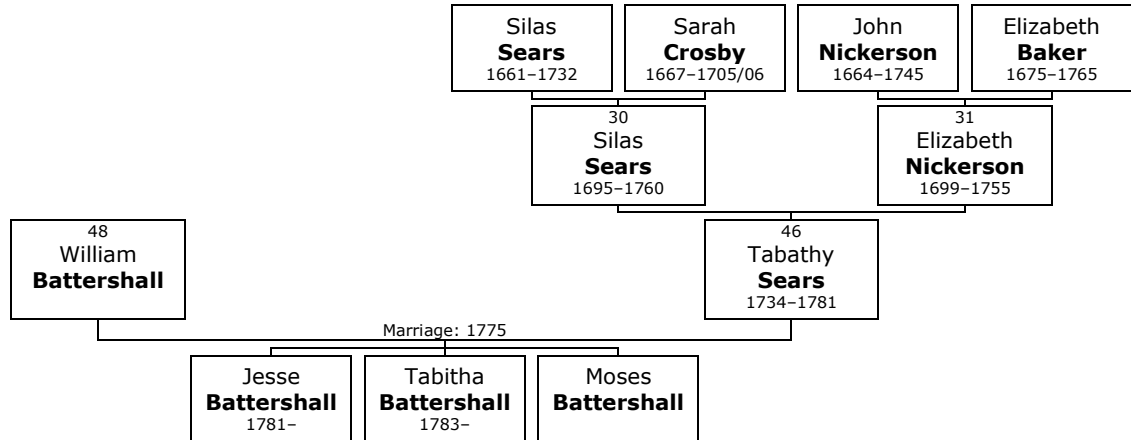 Silas
Sears
1661–1732
Sarah
Crosby
1667–1705/06
John
Nickerson
1664–1745
Elizabeth
Baker
1675–1765
30
Silas
Sears
1695–1760
31
Elizabeth
Nickerson
1699–1755
48
William
Battershall
46
Tabathy
Sears
1734–1781
Marriage: 1775
Jesse
Battershall
1781–
Tabitha
Battershall
1783–
Moses
Battershall